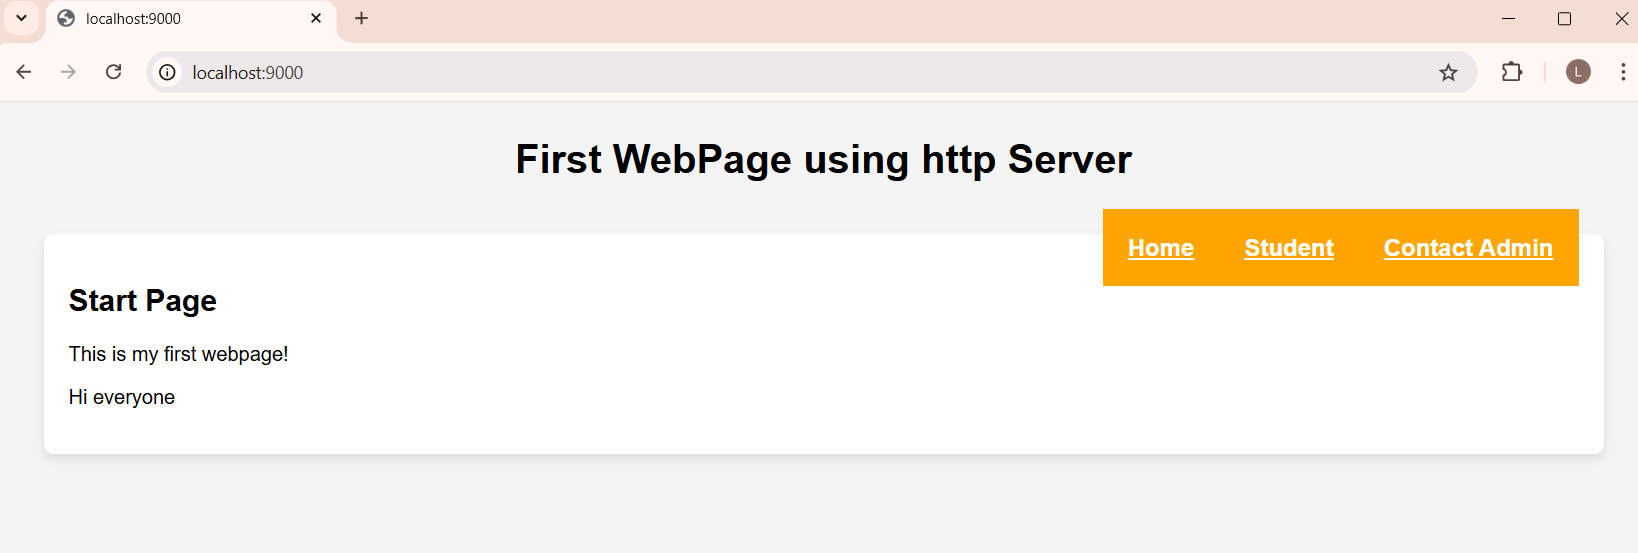 localhost:9000
localhost:9000
L
First WebPage using http Server
Home Student Contact Admin
Start Page
This is my first webpage!
Hi everyone